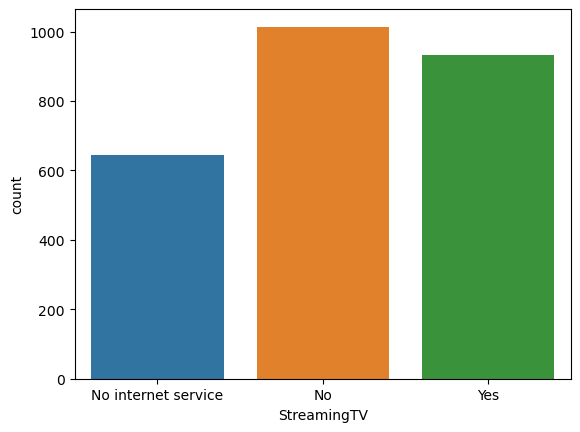 1000
800
600
400
200
0
count
No internet service
No
Yes
StreamingTV